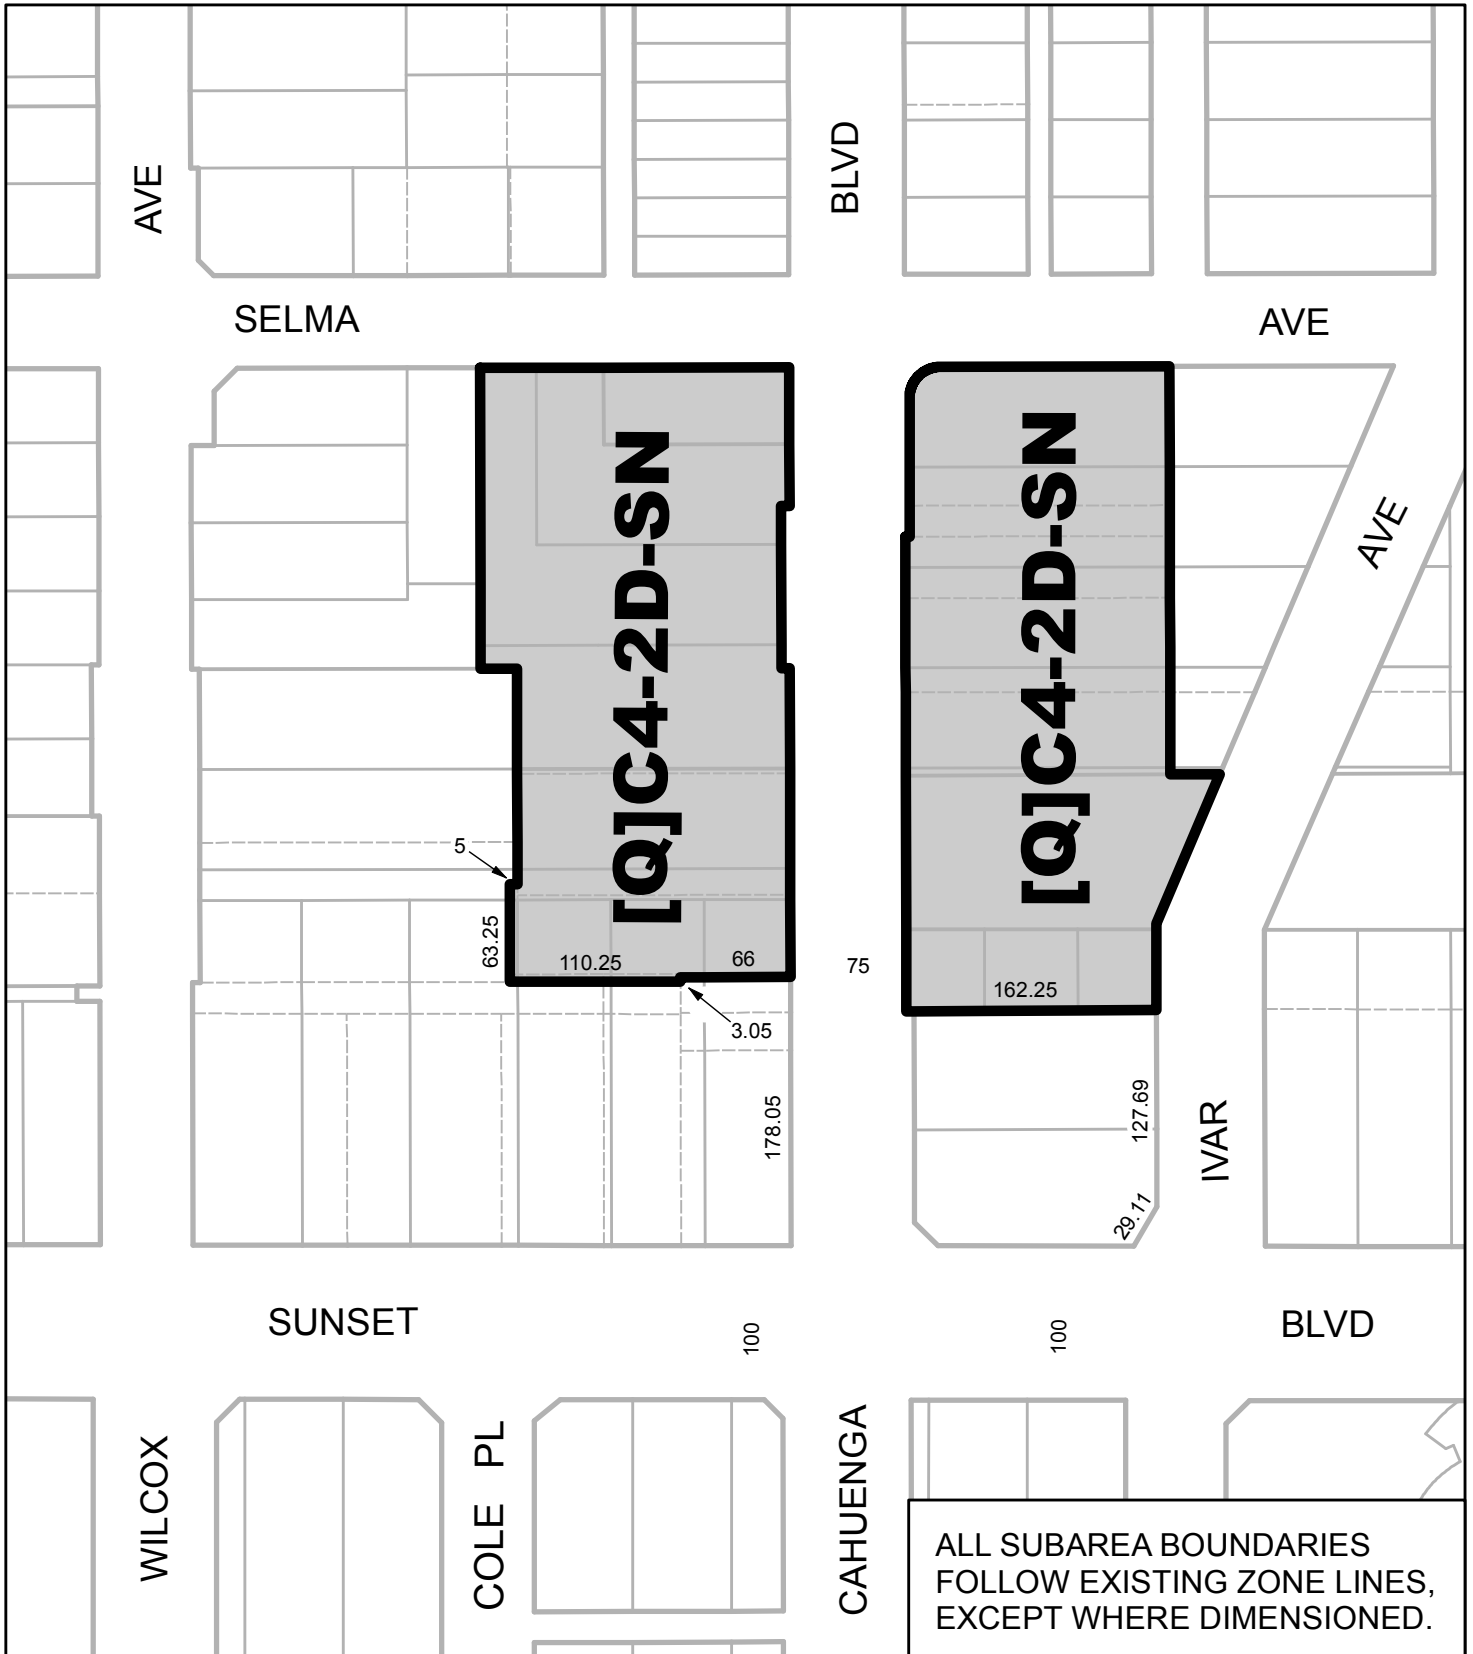 AVE
BLVD
SELMA
AVE
[Q]C4-2D-SN
[Q]C4-2D-SN
AVE
5
63.25
110.25
66
75
162.25
3.05
178.05
127.69
IVAR
29.11
SUNSET
100
100
BLVD
WILCOX
COLE PL
CAHUENGA
ALL SUBAREA BOUNDARIES
FOLLOW EXISTING ZONE LINES,
EXCEPT WHERE DIMENSIONED.